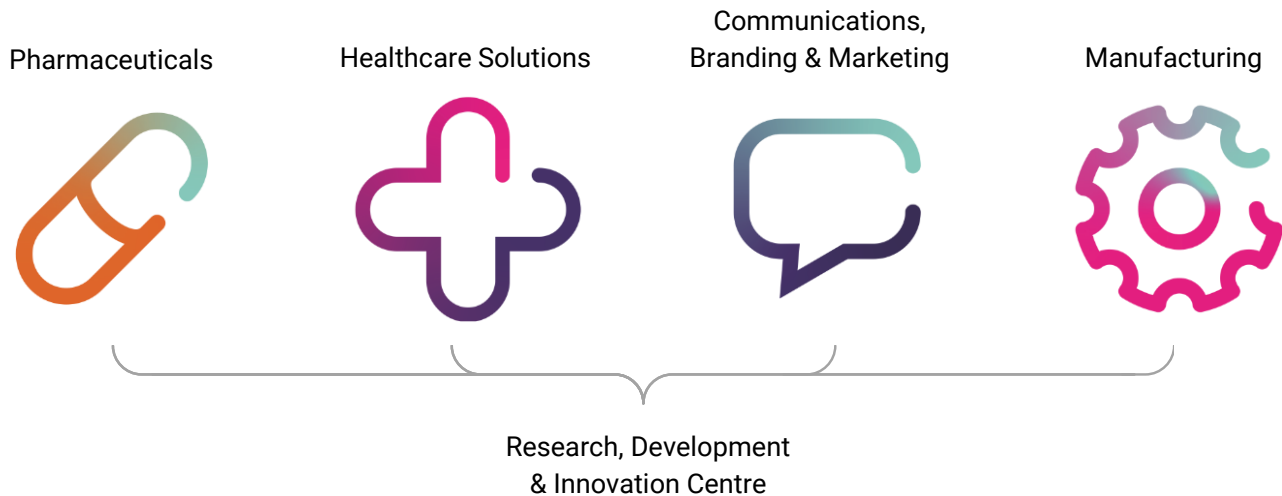 Pharmaceuticals
Healthcare Solutions
Communications,
Branding & Marketing
Manufacturing
Research, Development
& Innovation Centre